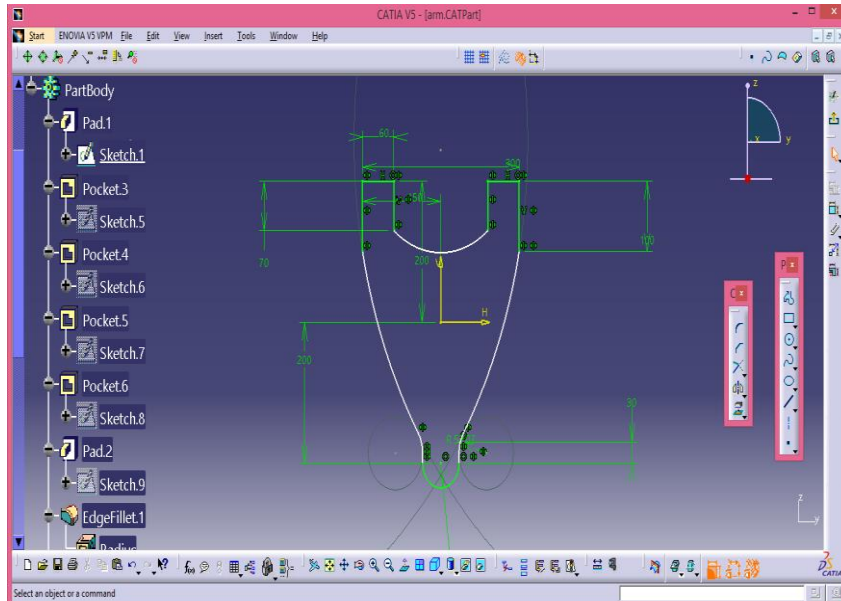 CATIA V5 - [arm.CATPart]
Start ENOVIA V5 VPM File Edit View Insert Tools Window Help
PartBody
Pad.1
Sketch.1
Pocket.3
Sketch.5
Pocket.4
Sketch.6
Pocket.5
Sketch.7
Pocket.6
Sketch.8
Pad.2
Sketch.9
EdgeFillet.1
Radius
60
300
70
200
100
V
H
200
30
z
x
y
z
y
CATIA
Select an object or a command